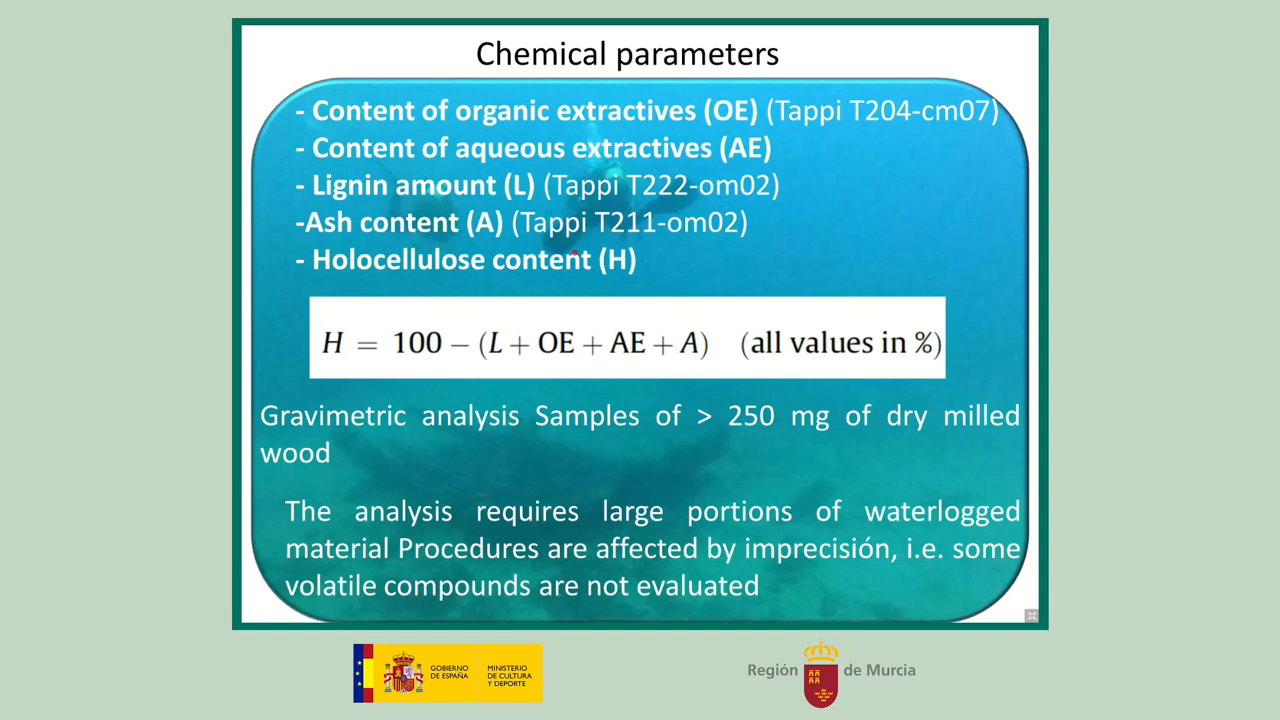 Chemical parameters
- Content of organic extractives (OE) (Tappi T204-cm07)
- Content of aqueous extractives (AE)
- Lignin amount (L) (Tappi T222-om02)
-Ash content (A) (Tappi T211-om02)
- Holocellulose content (H)
H = 100 − (L + OE + AE + A) (all values in %)
Gravimetric analysis Samples of > 250 mg of dry milled
wood
The analysis requires large portions of waterlogged
material Procedures are affected by imprecisión, i.e. some
volatile compounds are not evaluated
GOBIERNO
DE ESPAÑA
MINISTERIO
DE CULTURA
Y DEPORTE
Región de Murcia